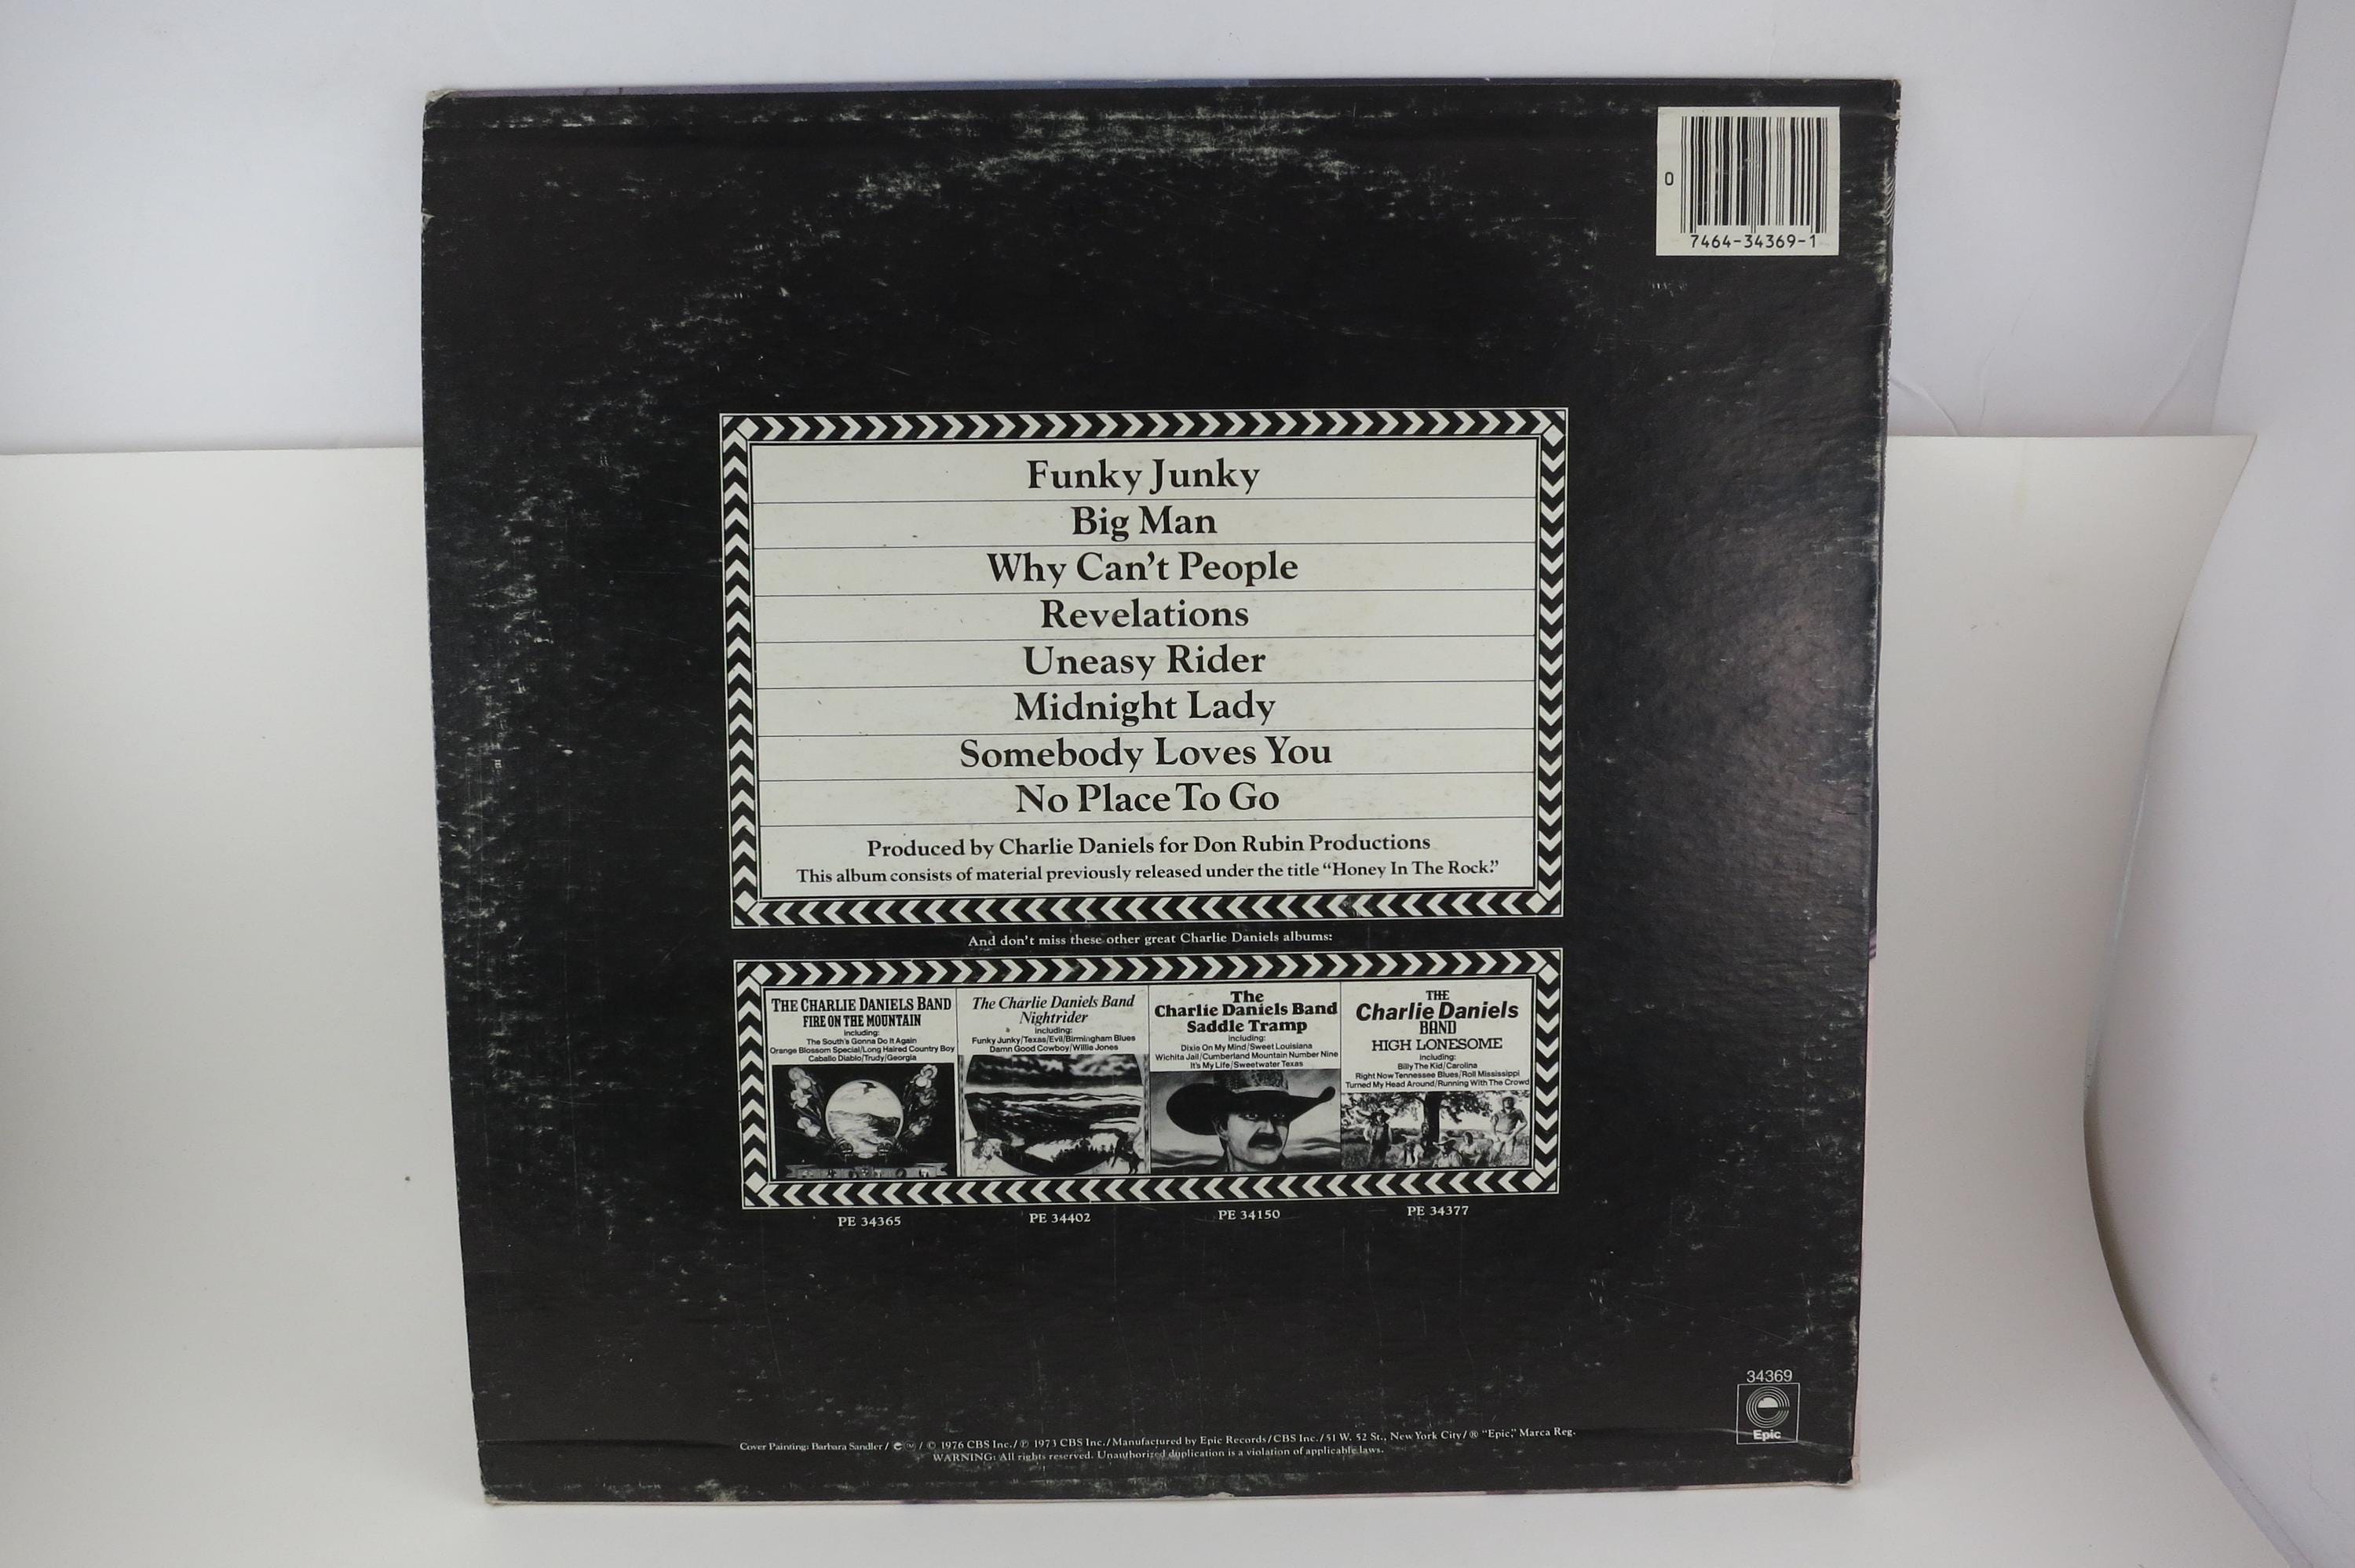 0
7464-34369-1
Funky Junky
Big Man
Why Can't People
Revelations
Uneasy Rider
Midnight Lady
Somebody Loves You
No Place To Go
Produced by Charlie Daniels for Don Rubin Productions
This album consists of material previously released under the title “Honey In The Rock.”
And don't miss these other great Charlie Daniels albums:
THE CHARLIE DANIELS BAND
FIRE ON THE MOUNTAIN
including:
The South's Gonna Do It Again
Orange Blossom Special/Long Haired Country Boy
Caballo Diablo/Trudy/Georgia
The Charlie Daniels Band
Nightrider
including:
Funky Junky/Texas/Evil/Birmingham Blues
Damn Good Cowboy/Willie Jones
The
Charlie Daniels Band
Saddle Tramp
including:
Dixie On My Mind/Sweet Louisiana
Wichita Jail/Cumberland Mountain Number Nine
It's My Life/Sweetwater Texas
THE
Charlie Daniels
BAND
HIGH LONESOME
including:
Billy The Kid/Carolina
Right Now Tennessee Blues/Roll Mississippi
Turned My Head Around/Running With The Crowd
PE 34365
PE 34402
PE 34150
PE 34377
34369
Epic
Cover Painting: Barbara Sandler / e ™ / © 1976 CBS Inc./℗ 1973 CBS Inc./Manufactured by Epic Records/CBS Inc./51 W. 52 St., New York City/® “Epic,” Marca Reg.
WARNING: All rights reserved. Unauthorized duplication is a violation of applicable laws.